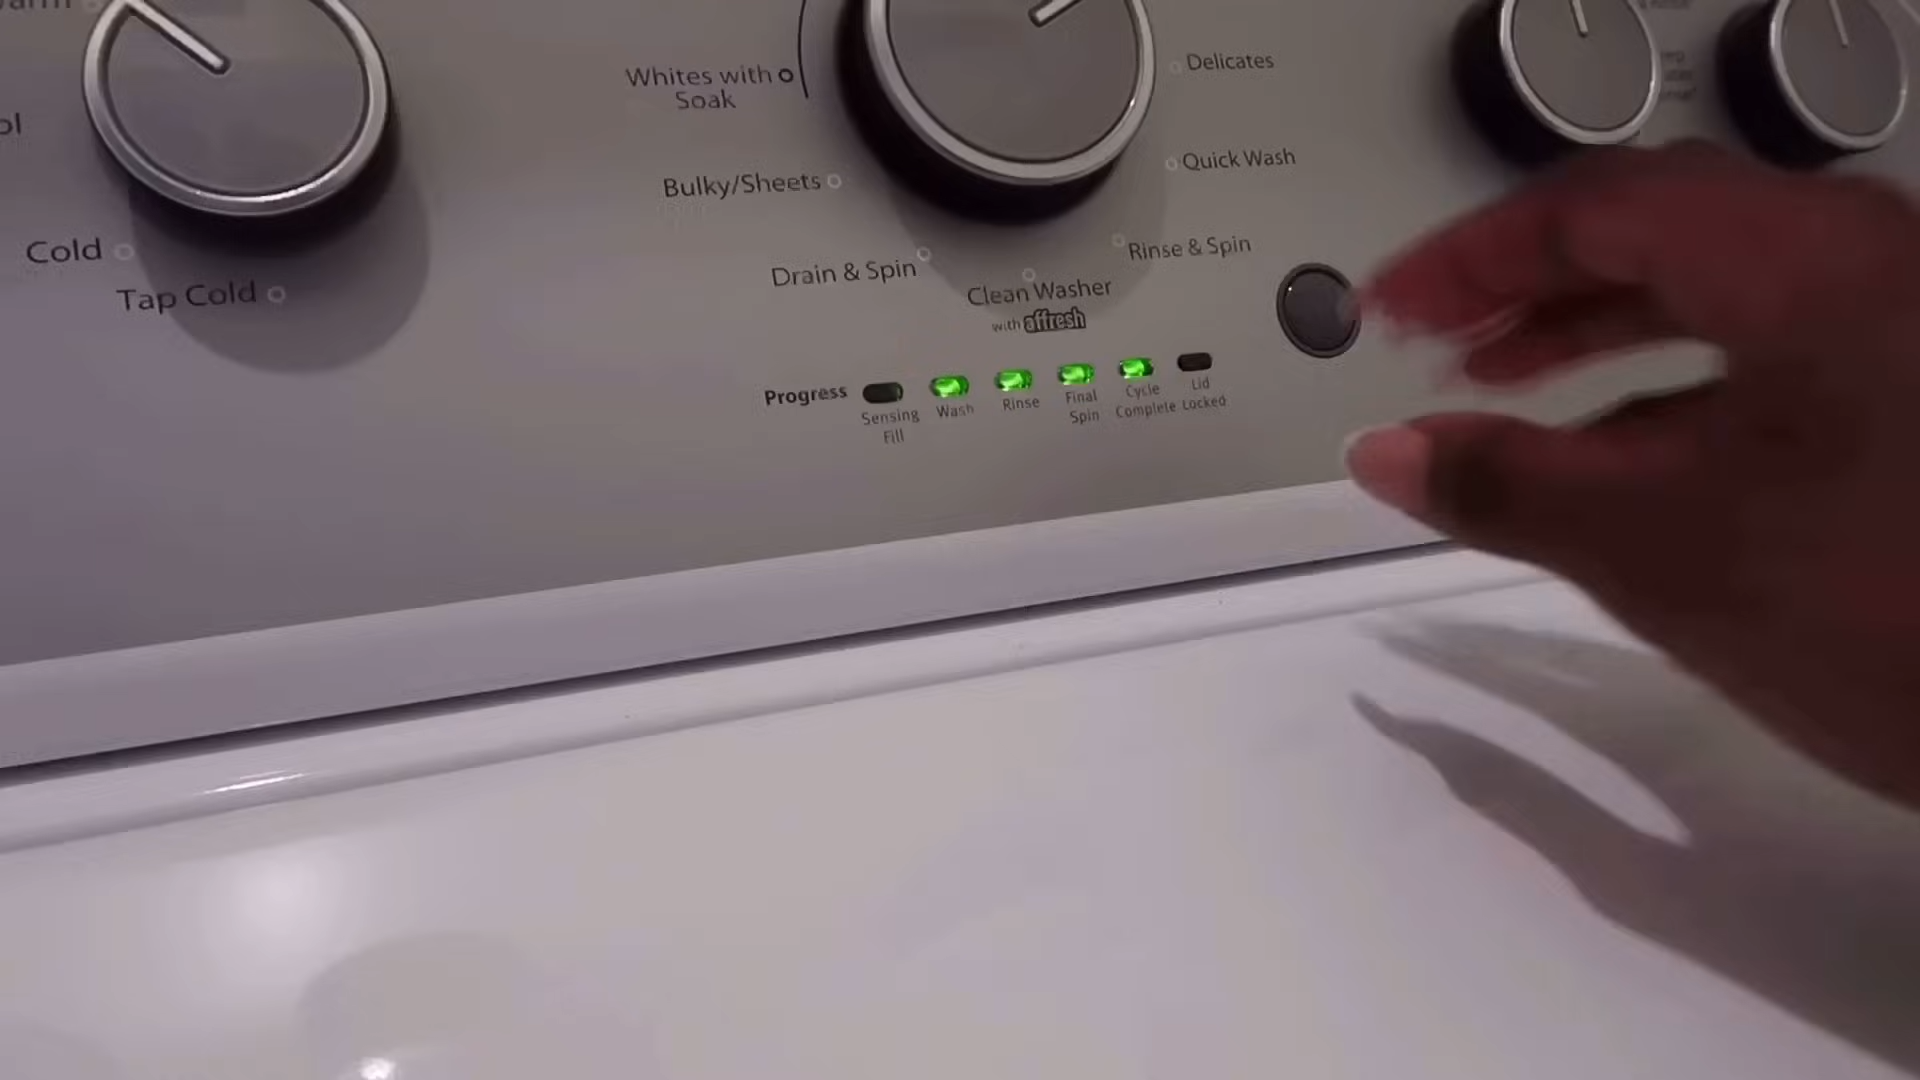 Whites with
Soak
Delicates
Bulky/Sheets
Quick Wash
Cold
Tap Cold
Drain & Spin
Rinse & Spin
Clean Washer
with affresh
Progress
Sensing
Fill
Wash
Rinse
Final
Spin
Cycle
Complete
Lid
Locked